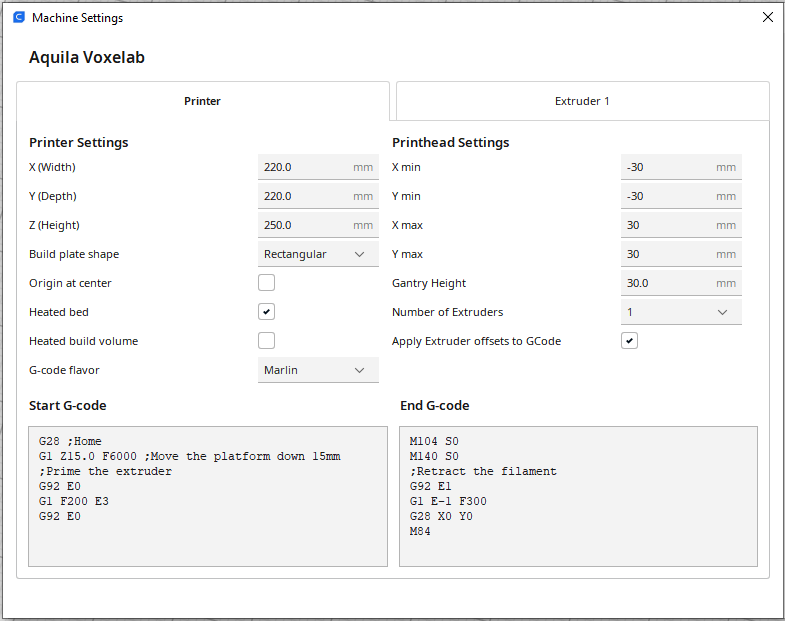 Machine Settings
Aquila Voxelab
Printer
Extruder 1
Printer Settings
X (Width) 220.0 mm
Y (Depth) 220.0 mm
Z (Height) 250.0 mm
Build plate shape Rectangular
Origin at center
Heated bed
Heated build volume
G-code flavor Marlin
Printhead Settings
X min -30 mm
Y min -30 mm
X max 30 mm
Y max 30 mm
Gantry Height 30.0 mm
Number of Extruders 1
Apply Extruder offsets to GCode
Start G-code
G28 ;Home
G1 Z15.0 F6000 ;Move the platform down 15mm
;Prime the extruder
G92 E0
G1 F200 E3
G92 E0
End G-code
M104 S0
M140 S0
;Retract the filament
G92 E1
G1 E-1 F300
G28 X0 Y0
M84